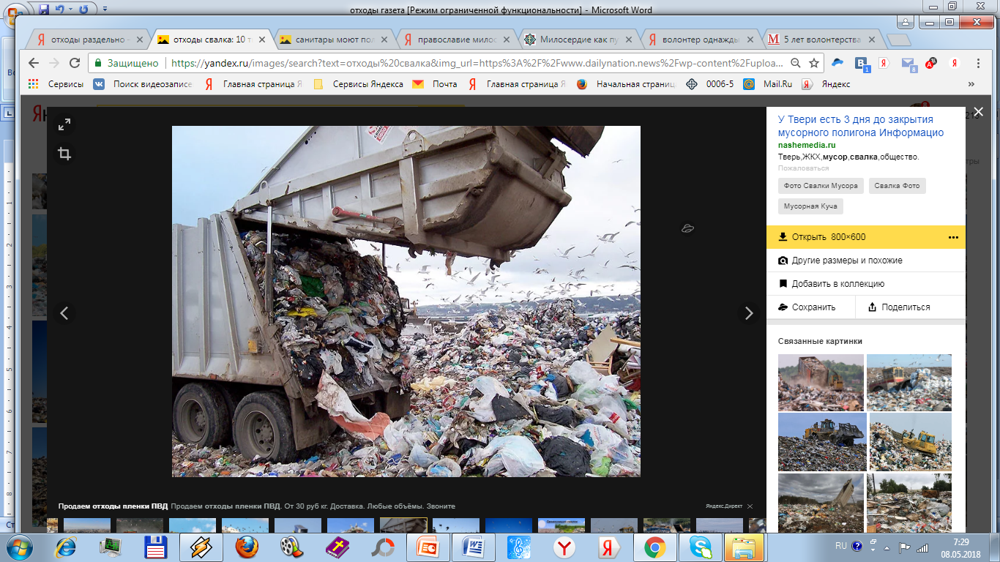 отходы газета [Режим ограниченной функциональности] - Microsoft Word
отходы раздельно
отходы свалка: 10 т
санитары моют пол
православие милос
Милосердие как пу
волонтер однажды
5 лет волонтерства
Защищено
https://yandex.ru/images/search?text=отходы%20свалка&img_url=https%3A%2F%2Fwww.dailynation.news%2Fwp-content%2Fuploa...
Сервисы
Поиск видеозаписе
Главная страница Я
Сервисы Яндекса
Почта
Главная страница Я
Начальная страниц
0006-5
Mail.Ru
Яндекс
У Твери есть 3 дня до закрытия
мусорного полигона Информацио
nashemedia.ru
Тверь,ЖКХ,мусор,свалка,общество.
Пожаловаться
Фото Свалки Мусора
Свалка Фото
Мусорная Куча
Открыть 800×600
Другие размеры и похожие
Добавить в коллекцию
Сохранить
Поделиться
Связанные картинки
Продаем отходы пленки ПВД Продаем отходы пленки ПВД. От 30 руб кг. Доставка. Любые объёмы. Звоните
Яндекс.Директ
RU
7:29
08.05.2018